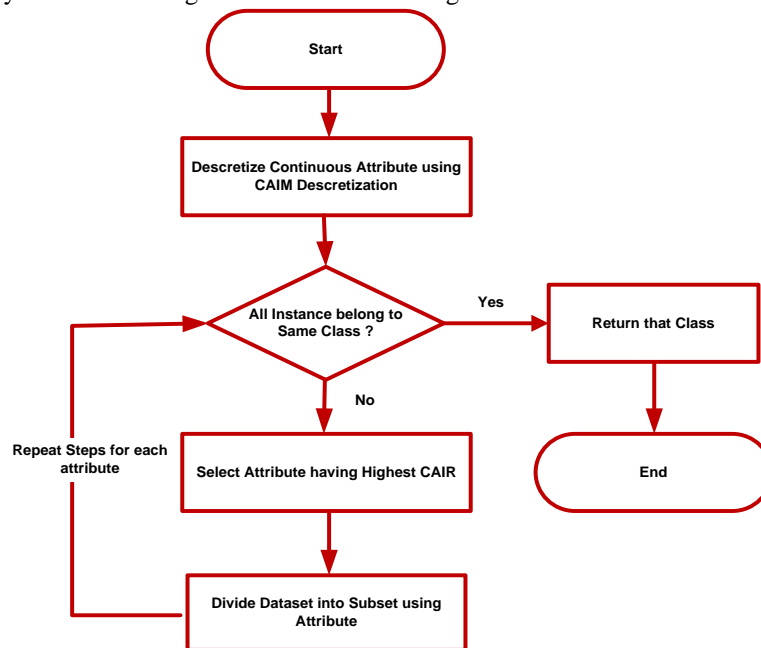 Start
Descretize Continuous Attribute using
CAIM Descretization
All Instance belong to
Same Class ?
Yes
Return that Class
No
Repeat Steps for each
attribute
Select Attribute having Highest CAIR
End
Divide Dataset into Subset using
Attribute